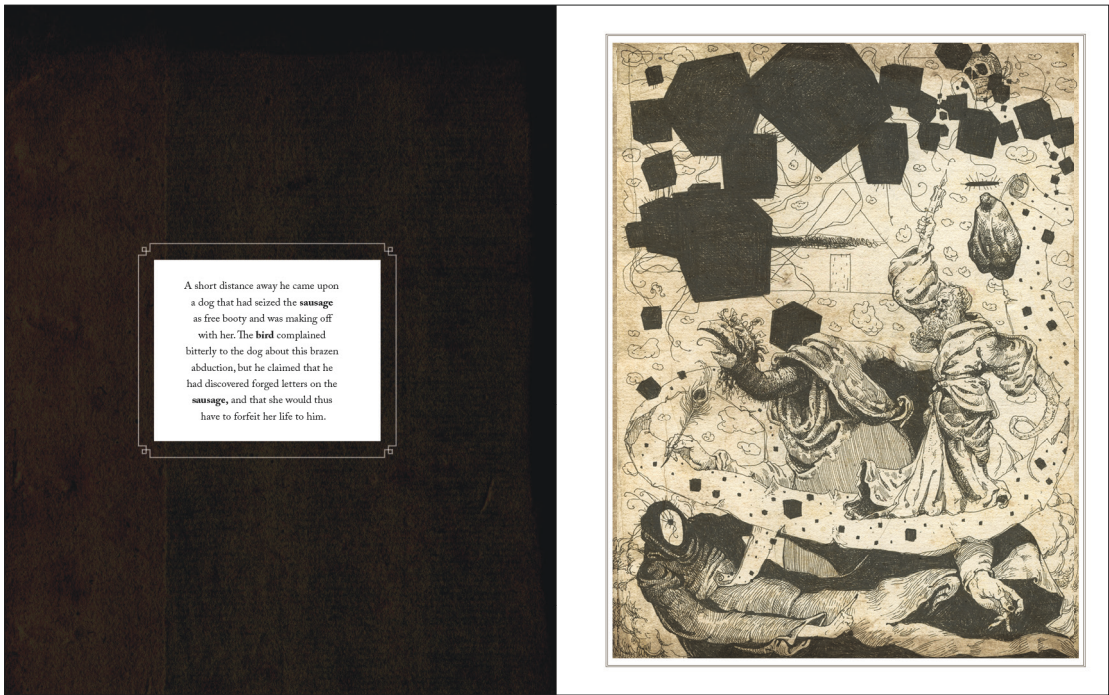 A short distance away he came upon
a dog that had seized the sausage
as free booty and was making off
with her. The bird complained
bitterly to the dog about this brazen
abduction, but he claimed that he
had discovered forged letters on the
sausage, and that she would thus
have to forfeit her life to him.